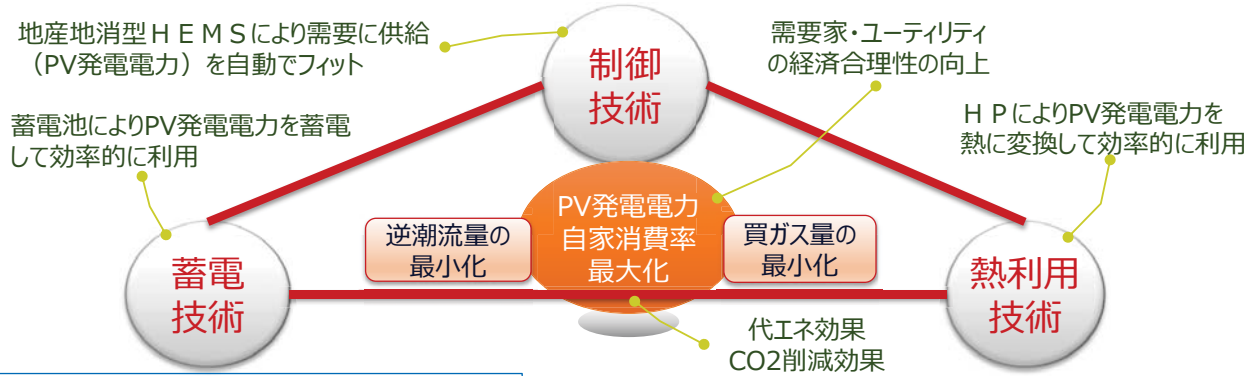 地産地消型ＨＥＭＳにより需要に供給
（PV発電電力）を自動でフィット
制御
技術
需要家・ユーティリティ
の経済合理性の向上
蓄電池によりPV発電電力を蓄電
して効率的に利用
ＨＰによりPV発電電力を
熱に変換して効率的に利用
PV発電電力
自家消費率
最大化
逆潮流量の
最小化
買ガス量の
最小化
蓄電
技術
熱利用
技術
代エネ効果
CO2削減効果